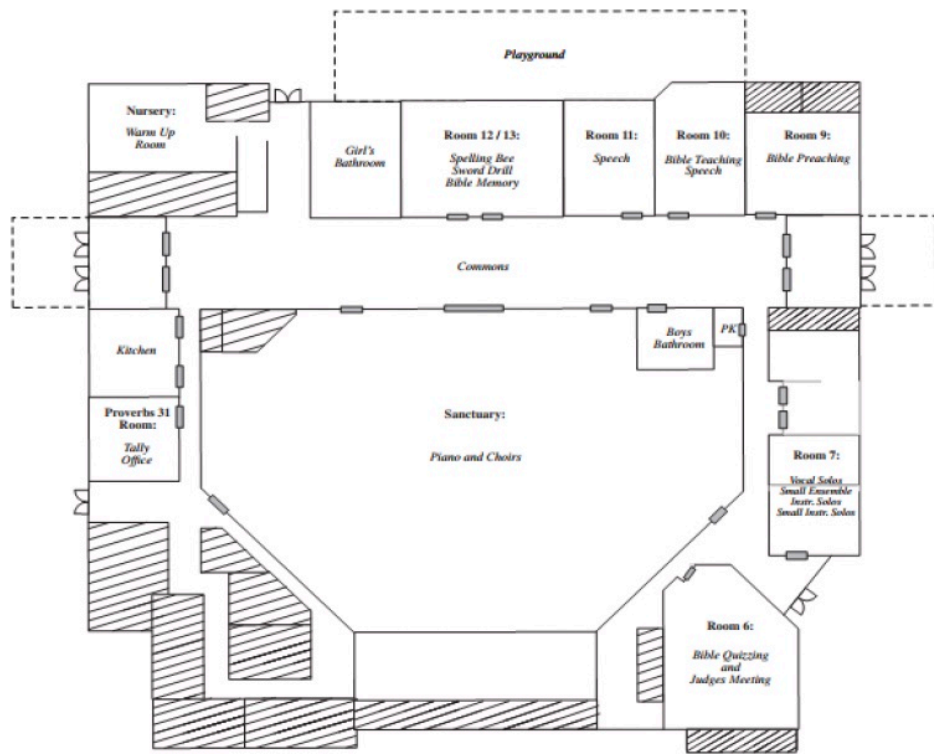 Playground
Nursery:
Warm Up
Room
Girl's
Bathroom
Room 12 / 13:
Spelling Bee
Sword Drill
Bible Memory
Room 11:
Speech
Room 10:
Bible Teaching
Speech
Room 9:
Bible Preaching
Commons
Kitchen
Boys
Bathroom
PK
Proverbs 31
Room:
Tally
Office
Sanctuary:
Piano and Choirs
Room 7:
Vocal Solos
Small Ensemble
Instr. Solos
Small Instr. Solos
Room 6:
Bible Quizzing
and
Judges Meeting